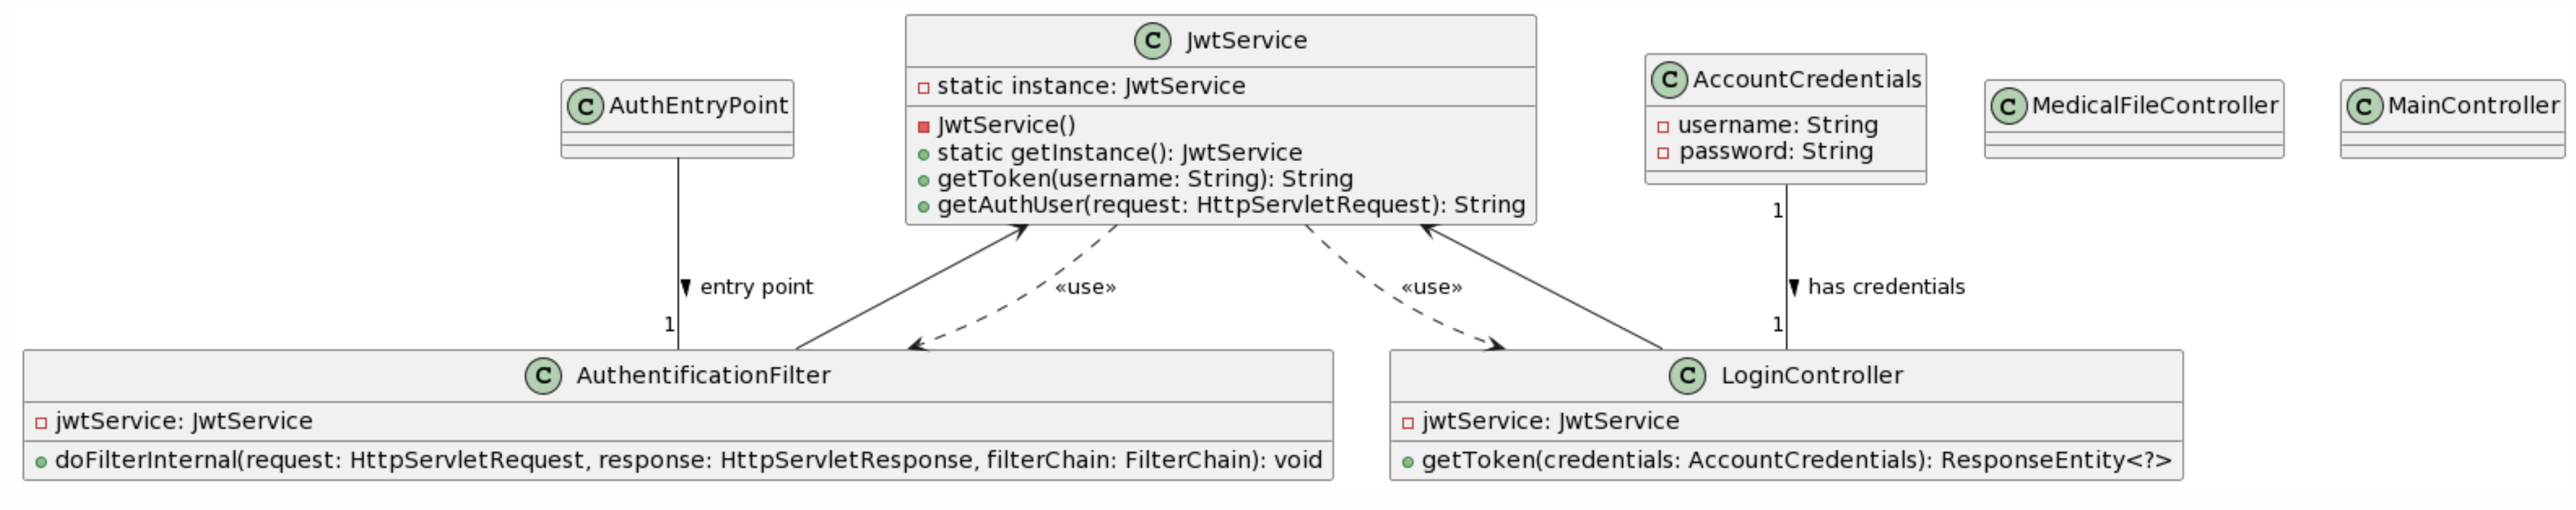 C JwtService
static instance: JwtService
JwtService()
static getInstance(): JwtService
getToken(username: String): String
getAuthUser(request: HttpServletRequest): String
C AuthEntryPoint
C AccountCredentials
username: String
password: String
C MedicalFileController
C MainController
1
entry point
«use»
«use»
has credentials
1
1
C AuthentificationFilter
jwtService: JwtService
doFilterInternal(request: HttpServletRequest, response: HttpServletResponse, filterChain: FilterChain): void
C LoginController
jwtService: JwtService
getToken(credentials: AccountCredentials): ResponseEntity<?>